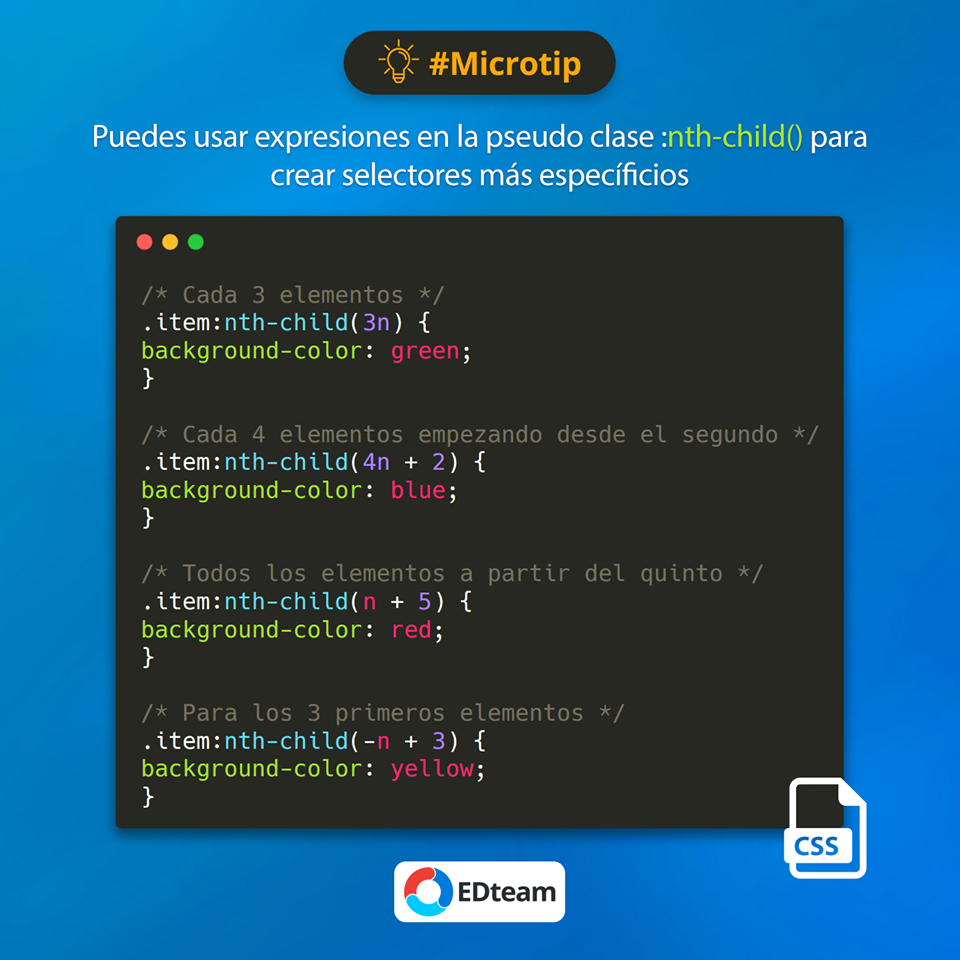 #Microtip
Puedes usar expresiones en la pseudo clase :nth-child() para
crear selectores más específicios
/* Cada 3 elementos */
.item:nth-child(3n) {
background-color: green;
}
/* Cada 4 elementos empezando desde el segundo */
.item:nth-child(4n + 2) {
background-color: blue;
}
/* Todos los elementos a partir del quinto */
.item:nth-child(n + 5) {
background-color: red;
}
/* Para los 3 primeros elementos */
.item:nth-child(-n + 3) {
background-color: yellow;
}
CSS
EDteam